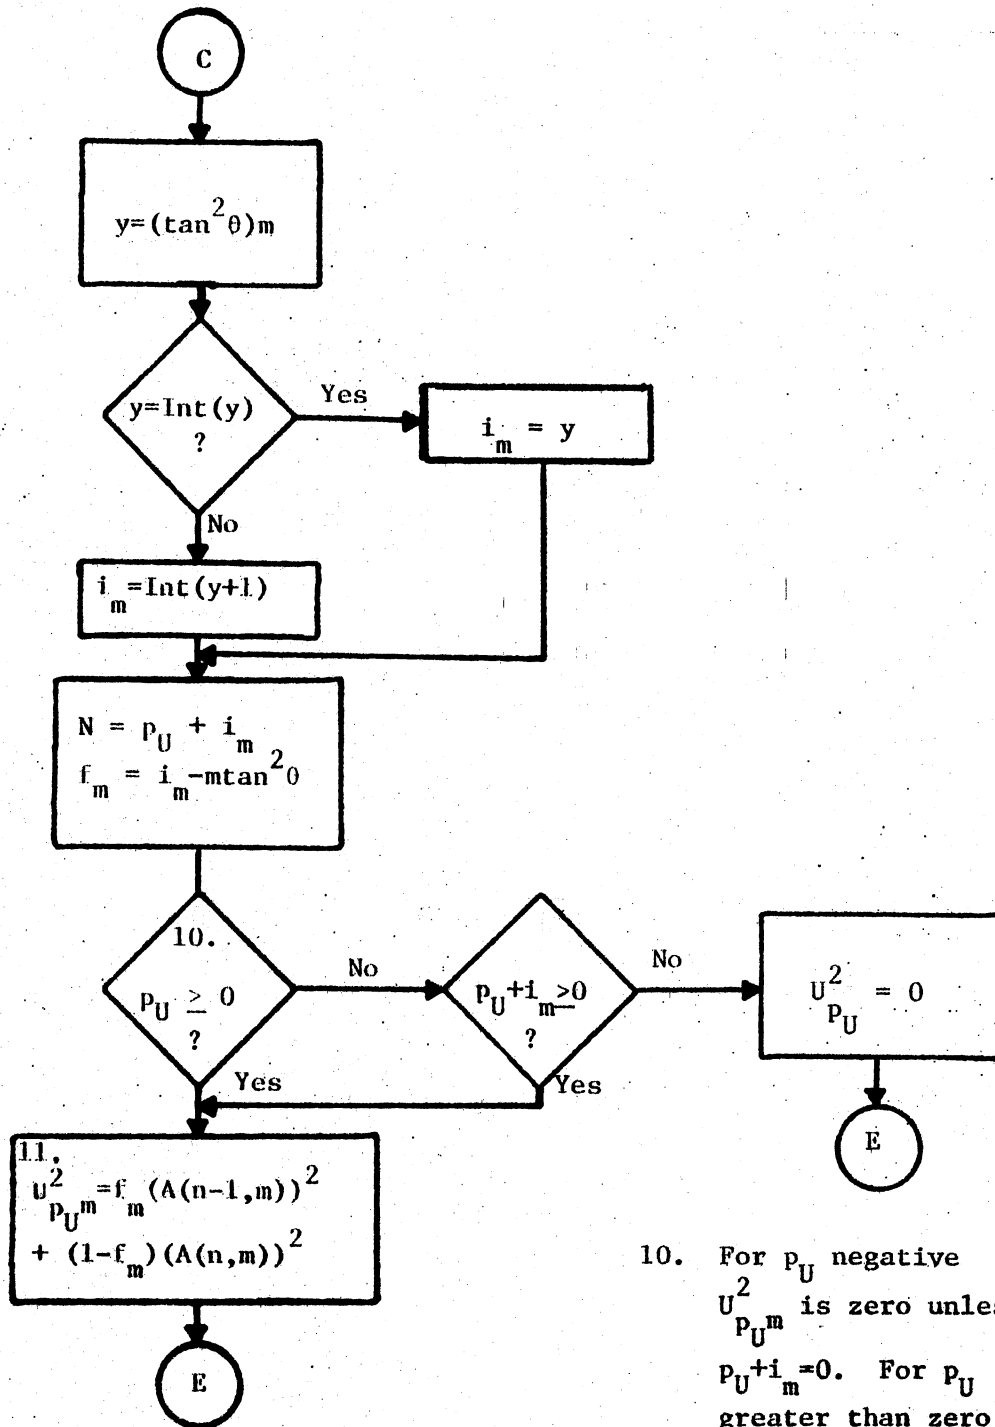 C
y=(tan²θ)m
y=Int(y)
?
Yes
i_m = y
No
i_m=Int(y+1)
N = p_U + i_m
f_m = i_m-mtan²θ
10.
p_U ≥ 0
?
No
p_U+i_m≥0
?
No
U²_{p_U} = 0
Yes
Yes
E
11.
U²_{p_U m}=f_m(A(n-1,m))²
+ (1-f_m)(A(n,m))²
E
10. For p_U negative
U²_{p_U m} is zero
p_U+i_m=0. For p_U
greater than zero